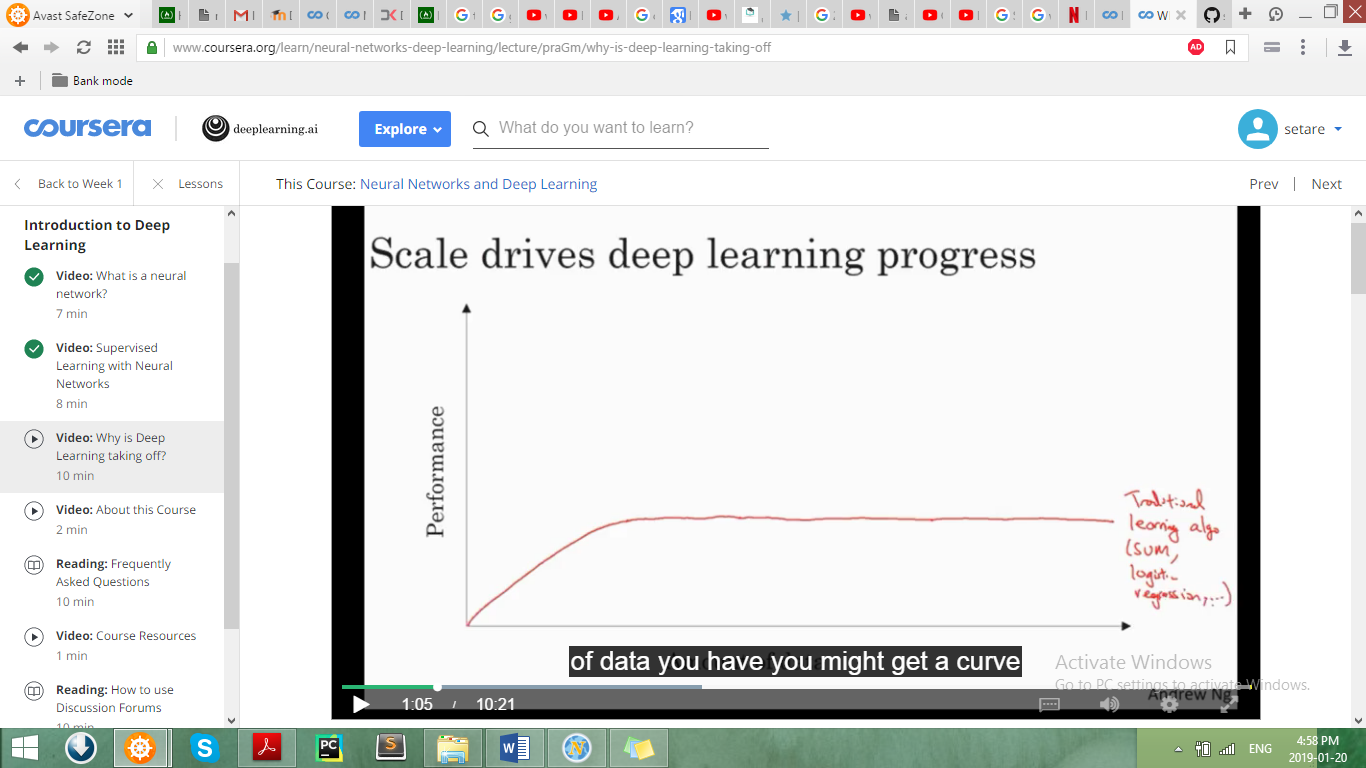 Avast SafeZone
www.coursera.org/learn/neural-networks-deep-learning/lecture/praGm/why-is-deep-learning-taking-off
AD
Bank mode
coursera
deeplearning.ai
Explore
What do you want to learn?
setare
Back to Week 1
Lessons
This Course: Neural Networks and Deep Learning
Prev
Next
Introduction to Deep
Learning
Video: What is a neural
network?
7 min
Video: Supervised
Learning with Neural
Networks
8 min
Video: Why is Deep
Learning taking off?
10 min
Video: About this Course
2 min
Reading: Frequently
Asked Questions
10 min
Video: Course Resources
1 min
Reading: How to use
Discussion Forums
10 min
Scale drives deep learning progress
Performance
Traditional
learning algo
(SVM,
logistic
regression,...)
of data you have you might get a curve
Andrew Ng
1:05 / 10:21
Activate Windows
Go to PC settings to activate Windows.
ENG
4:58 PM
2019-01-20